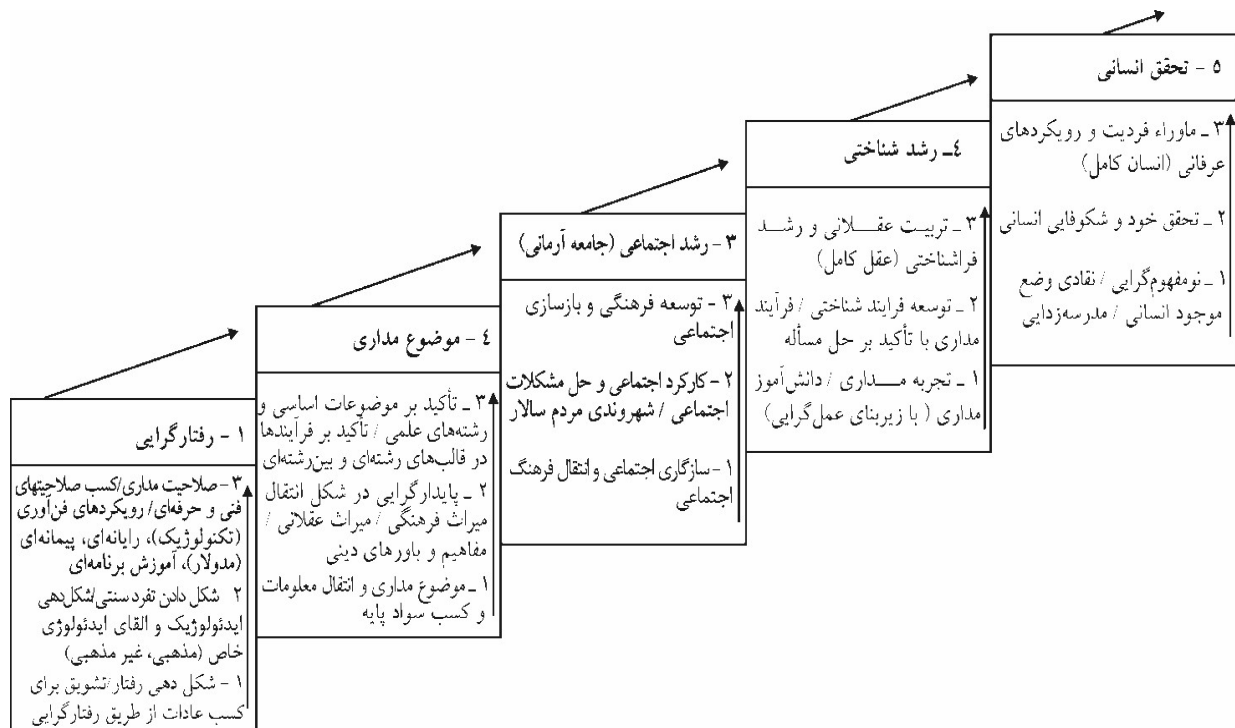 ۵ - تحقق انسانی
۳ ـ ماوراء فردیت و رویکردهای
عرفانی (انسان کامل)
۲ ـ تحقق خود و شکوفایی انسانی
۱ ـ نومفهوم‌گرایی / نقادی وضع
موجود انسانی / مدرسه‌زدایی
٤ـ رشد شناختی
۳ ـ تربیت عقلانی و رشد
فراشناختی (عقل کامل)
۲ ـ توسعه فرایند شناختی / فرآیند
مداری با تأکید بر حل مسأله
۱ ـ تجربه مداری / دانش‌آموز
مداری ( با زیربنای عمل‌گرایی)
۳ - رشد اجتماعی (جامعه آرمانی)
۳ - توسعه فرهنگی و بازسازی
اجتماعی
۲ - کارکرد اجتماعی و حل مشکلات
اجتماعی / شهروندی مردم سالار
۱ -سازگاری اجتماعی و انتقال فرهنگ
اجتماعی
٤ - موضوع مداری
۳ ـ تأکید بر موضوعات اساسی و
رشته‌های علمی / تأکید بر فرآیندها
در قالب‌های رشته‌ای و بین‌رشته‌ای
۲ ـ پایدارگرایی در شکل انتقال
میراث فرهنگی / میراث عقلانی /
مفاهیم و باورهای دینی
۱ ـ موضوع مداری و انتقال معلومات
و کسب سواد پایه
۱ - رفتارگرایی
۳- صلاحیت مداری/کسب صلاحیتهای
فنی و حرفه‌ای/ رویکردهای فن‌آوری
(تکنولوژیک)، رایانه‌ای، پیمانه‌ای
(مدولار)، آموزش برنامه‌ای
۲ شکل دادن تفرد سنتی/شکل‌دهی
ایدئولوژیک و القای ایدئولوژی
خاص (مذهبی، غیر مذهبی)
۱ - شکل دهی رفتار/تشویق برای
کسب عادات از طریق رفتارگرایی